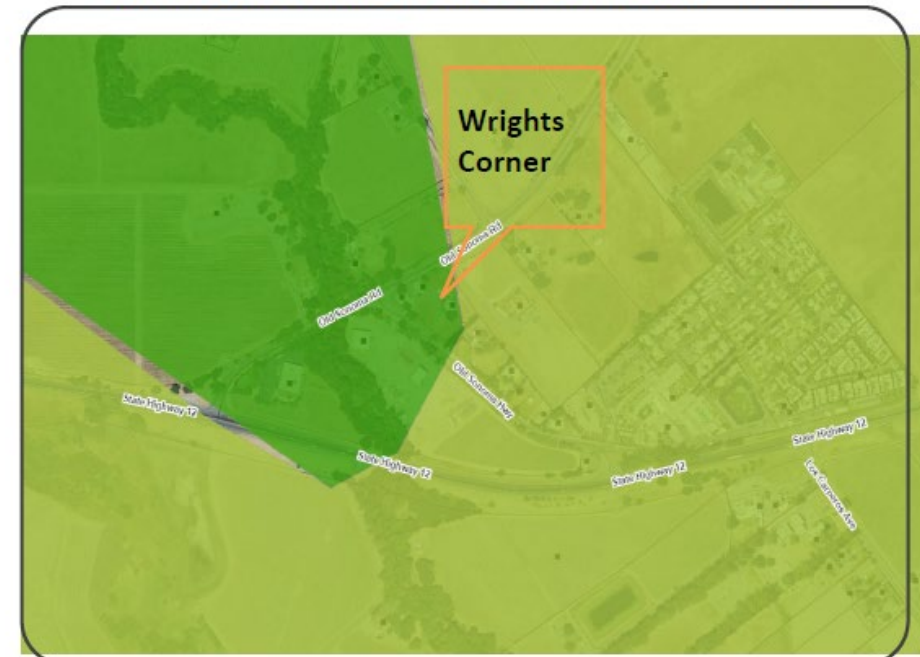 Wrights
Corner
Old Sonoma Rd
Old Sonoma Rd
State Highway 12
Old Sonoma Hwy
State Highway 12
State Highway 12
State Highway 12
Los Carneros Ave